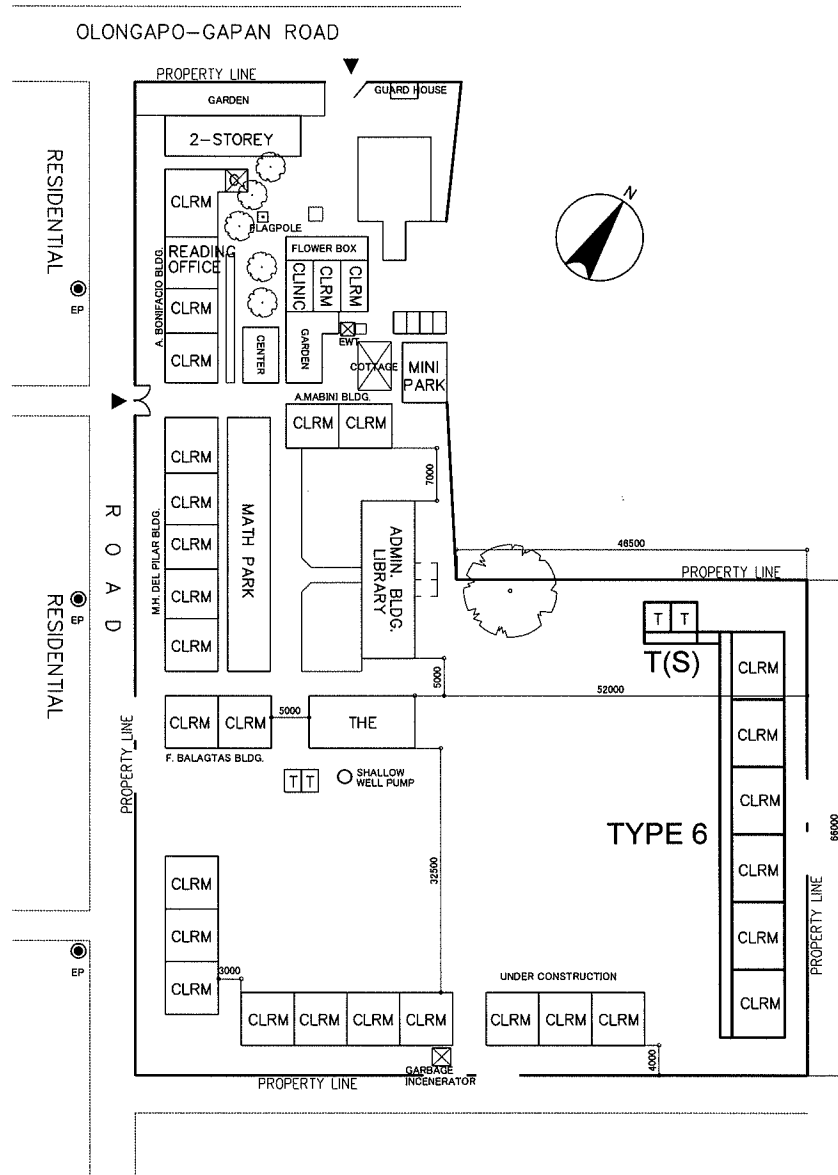 OLONGAPO-GAPAN ROAD
PROPERTY LINE
GUARD HOUSE
GARDEN
2-STOREY
RESIDENTIAL
N
CLRM
FLAGPOLE
READING
OFFICE
FLOWER BOX
A. BONIFACIO BLDG.
CLINIC
CLRM
CLRM
EP
CLRM
CLRM
EWT
GARDEN
CENTER
COTTAGE
MINI
PARK
A.MABINI BLDG.
CLRM
CLRM
7000
CLRM
CLRM
CLRM
CLRM
CLRM
M.H. DEL PILAR BLDG.
MATH PARK
ADMIN. BLDG.
LIBRARY
ROAD
46500
PROPERTY LINE
EP
RESIDENTIAL
T
T
T(S)
CLRM
5000
52000
CLRM
CLRM
5000
THE
F. BALAGTAS BLDG.
PROPERTY LINE
T
T
SHALLOW
WELL PUMP
CLRM
CLRM
TYPE 6
66000
CLRM
32500
CLRM
CLRM
CLRM
CLRM
PROPERTY LINE
EP
3000
CLRM
UNDER CONSTRUCTION
CLRM
CLRM
CLRM
CLRM
CLRM
CLRM
CLRM
CLRM
4000
GARBAGE
INCENERATOR
PROPERTY LINE